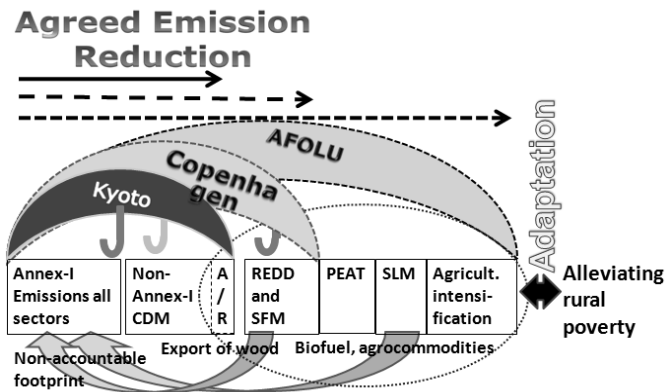 Agreed Emission
Reduction
AFOLU
Copenha
gen
Kyoto
Adaptation
Annex-I
Emissions all
sectors
Non-
Annex-I
CDM
A
/
R
REDD
and
SFM
PEAT
SLM
Agricult.
intensi-
fication
Alleviating
rural
poverty
Non-accountable
footprint
Export of wood
Biofuel, agrocommodities